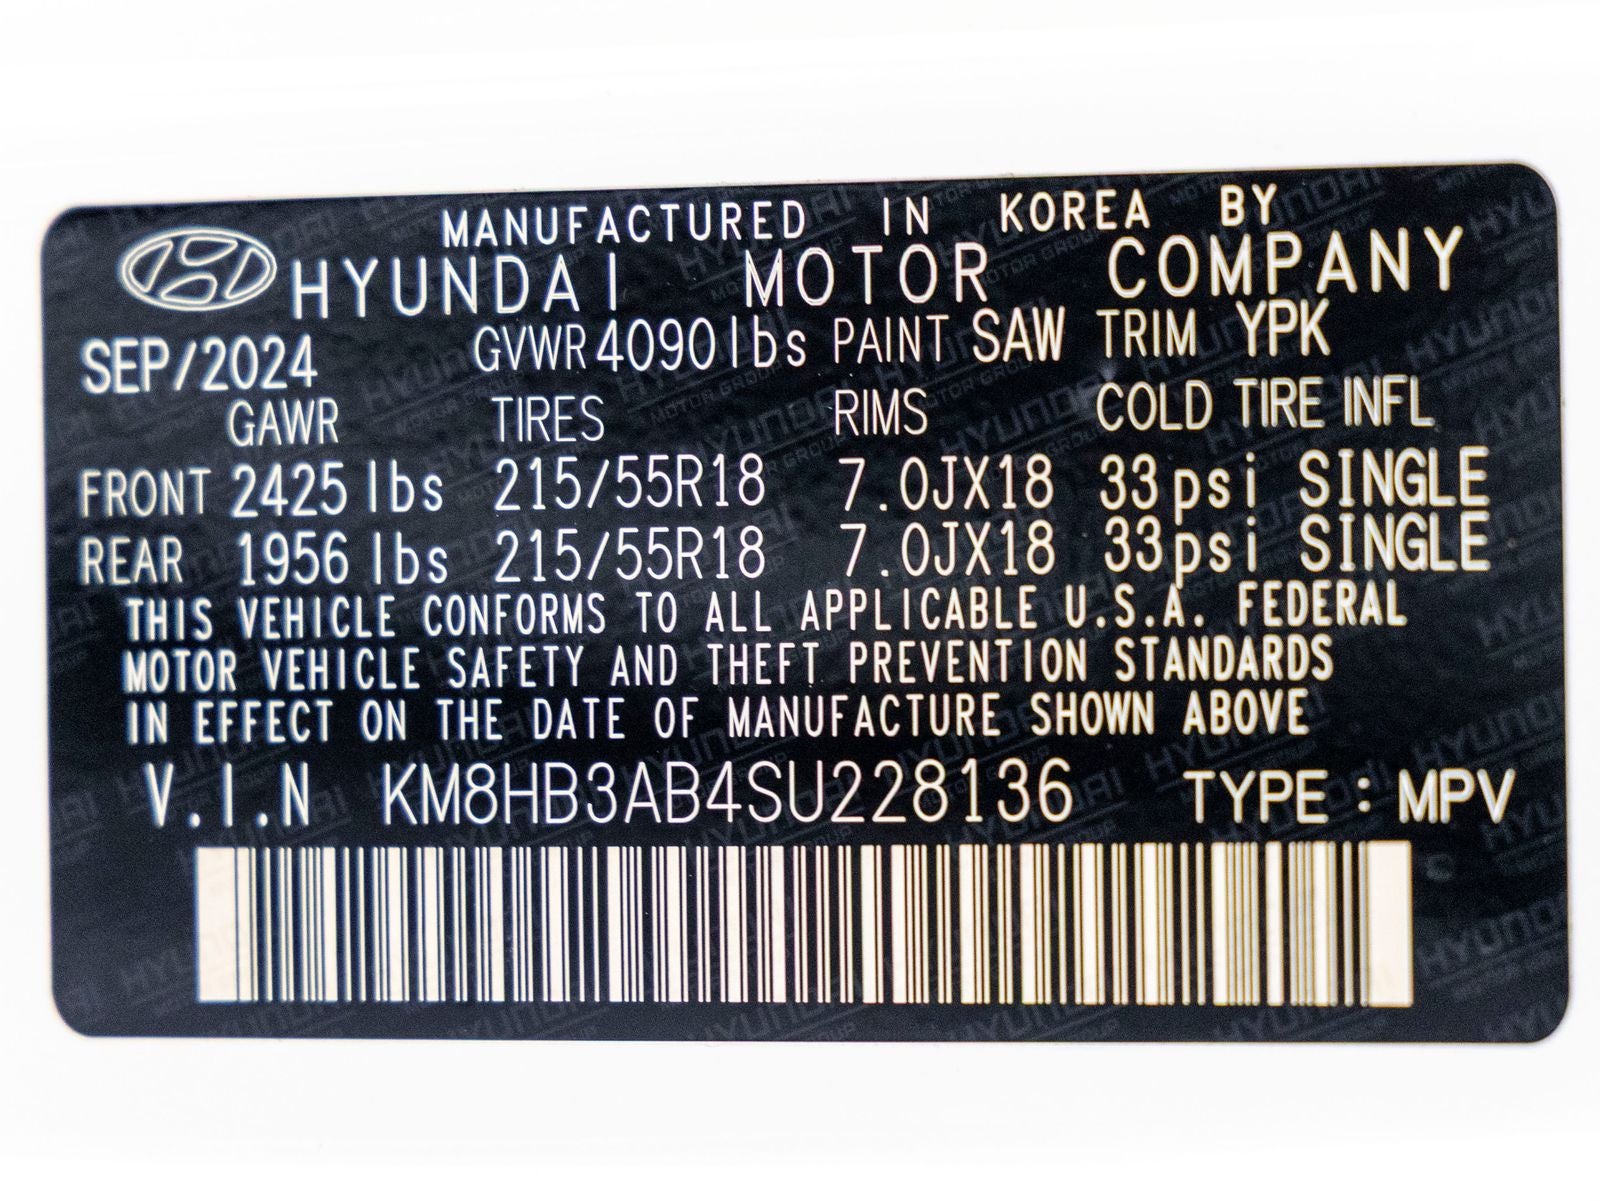 MANUFACTURED IN KOREA BY
HYUNDAI MOTOR COMPANY
SEP/2024 GVWR 4090 lbs PAINT SAW TRIM YPK
GAWR TIRES RIMS COLD TIRE INFL
FRONT 2425 lbs 215/55R18 7.0JX18 33psi SINGLE
REAR 1956 lbs 215/55R18 7.0JX18 33psi SINGLE
THIS VEHICLE CONFORMS TO ALL APPLICABLE U.S.A. FEDERAL
MOTOR VEHICLE SAFETY AND THEFT PREVENTION STANDARDS
IN EFFECT ON THE DATE OF MANUFACTURE SHOWN ABOVE
V.I.N KM8HB3AB4SU228136 TYPE : MPV